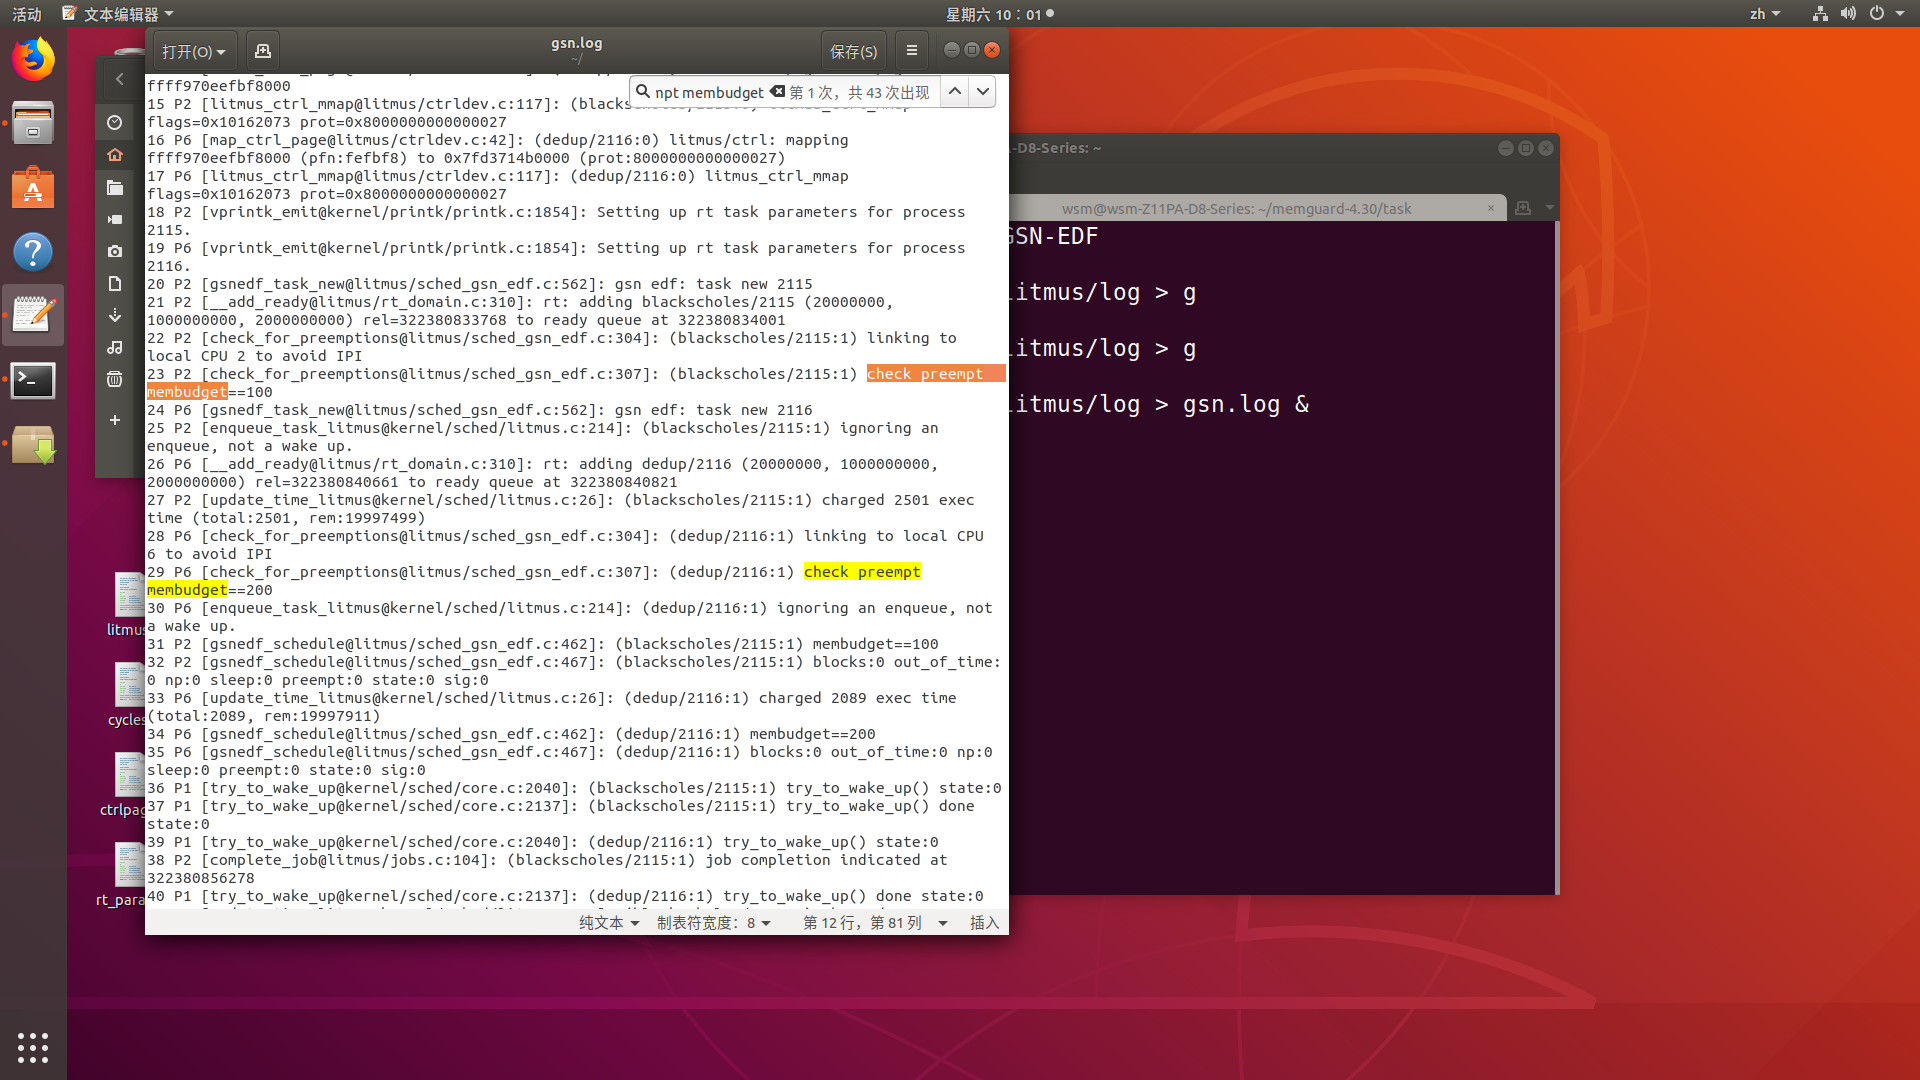 活动
文本编辑器
星期六 10：01
zh
打开(O)
gsn.log
~/
保存(S)
npt membudget
第 1 次，共 43 次出现
ffff970eefbf8000
15 P2 [litmus_ctrl_mmap@litmus/ctrldev.c:117]: (blacks
flags=0x10162073 prot=0x8000000000000027
16 P6 [map_ctrl_page@litmus/ctrldev.c:42]: (dedup/2116:0) litmus/ctrl: mapping
ffff970eefbf8000 (pfn:fefbf8) to 0x7fd3714b0000 (prot:8000000000000027)
17 P6 [litmus_ctrl_mmap@litmus/ctrldev.c:117]: (dedup/2116:0) litmus_ctrl_mmap
flags=0x10162073 prot=0x8000000000000027
18 P2 [vprintk_emit@kernel/printk/printk.c:1854]: Setting up rt task parameters for process
2115.
19 P6 [vprintk_emit@kernel/printk/printk.c:1854]: Setting up rt task parameters for process
2116.
20 P2 [gsnedf_task_new@litmus/sched_gsn_edf.c:562]: gsn edf: task new 2115
21 P2 [__add_ready@litmus/rt_domain.c:310]: rt: adding blackscholes/2115 (20000000,
1000000000, 2000000000) rel=322380833768 to ready queue at 322380834001
22 P2 [check_for_preemptions@litmus/sched_gsn_edf.c:304]: (blackscholes/2115:1) linking to
local CPU 2 to avoid IPI
23 P2 [check_for_preemptions@litmus/sched_gsn_edf.c:307]: (blackscholes/2115:1) check preempt
membudget==100
24 P6 [gsnedf_task_new@litmus/sched_gsn_edf.c:562]: gsn edf: task new 2116
25 P2 [enqueue_task_litmus@kernel/sched/litmus.c:214]: (blackscholes/2115:1) ignoring an
enqueue, not a wake up.
26 P6 [__add_ready@litmus/rt_domain.c:310]: rt: adding dedup/2116 (20000000, 1000000000,
2000000000) rel=322380840661 to ready queue at 322380840821
27 P2 [update_time_litmus@kernel/sched/litmus.c:26]: (blackscholes/2115:1) charged 2501 exec
time (total:2501, rem:19997499)
28 P6 [check_for_preemptions@litmus/sched_gsn_edf.c:304]: (dedup/2116:1) linking to local CPU
6 to avoid IPI
29 P6 [check_for_preemptions@litmus/sched_gsn_edf.c:307]: (dedup/2116:1) check preempt
membudget==200
30 P6 [enqueue_task_litmus@kernel/sched/litmus.c:214]: (dedup/2116:1) ignoring an enqueue, not
a wake up.
31 P2 [gsnedf_schedule@litmus/sched_gsn_edf.c:462]: (blackscholes/2115:1) membudget==100
32 P2 [gsnedf_schedule@litmus/sched_gsn_edf.c:467]: (blackscholes/2115:1) blocks:0 out_of_time:
0 np:0 sleep:0 preempt:0 state:0 sig:0
33 P6 [update_time_litmus@kernel/sched/litmus.c:26]: (dedup/2116:1) charged 2089 exec time
(total:2089, rem:19997911)
34 P6 [gsnedf_schedule@litmus/sched_gsn_edf.c:462]: (dedup/2116:1) membudget==200
35 P6 [gsnedf_schedule@litmus/sched_gsn_edf.c:467]: (dedup/2116:1) blocks:0 out_of_time:0 np:0
sleep:0 preempt:0 state:0 sig:0
36 P1 [try_to_wake_up@kernel/sched/core.c:2040]: (blackscholes/2115:1) try_to_wake_up() state:0
37 P1 [try_to_wake_up@kernel/sched/core.c:2137]: (blackscholes/2115:1) try_to_wake_up() done
state:0
39 P1 [try_to_wake_up@kernel/sched/core.c:2040]: (dedup/2116:1) try_to_wake_up() state:0
38 P2 [complete_job@litmus/jobs.c:104]: (blackscholes/2115:1) job completion indicated at
322380856278
40 P1 [try_to_wake_up@kernel/sched/core.c:2137]: (dedup/2116:1) try_to_wake_up() done state:0
纯文本
制表符宽度：8
第 12 行，第 81 列
插入
litmus
cycles
ctrlpag
rt_para
-D8-Series: ~
wsm@wsm-Z11PA-D8-Series: ~/memguard-4.30/task
GSN-EDF
litmus/log > g
litmus/log > g
litmus/log > gsn.log &